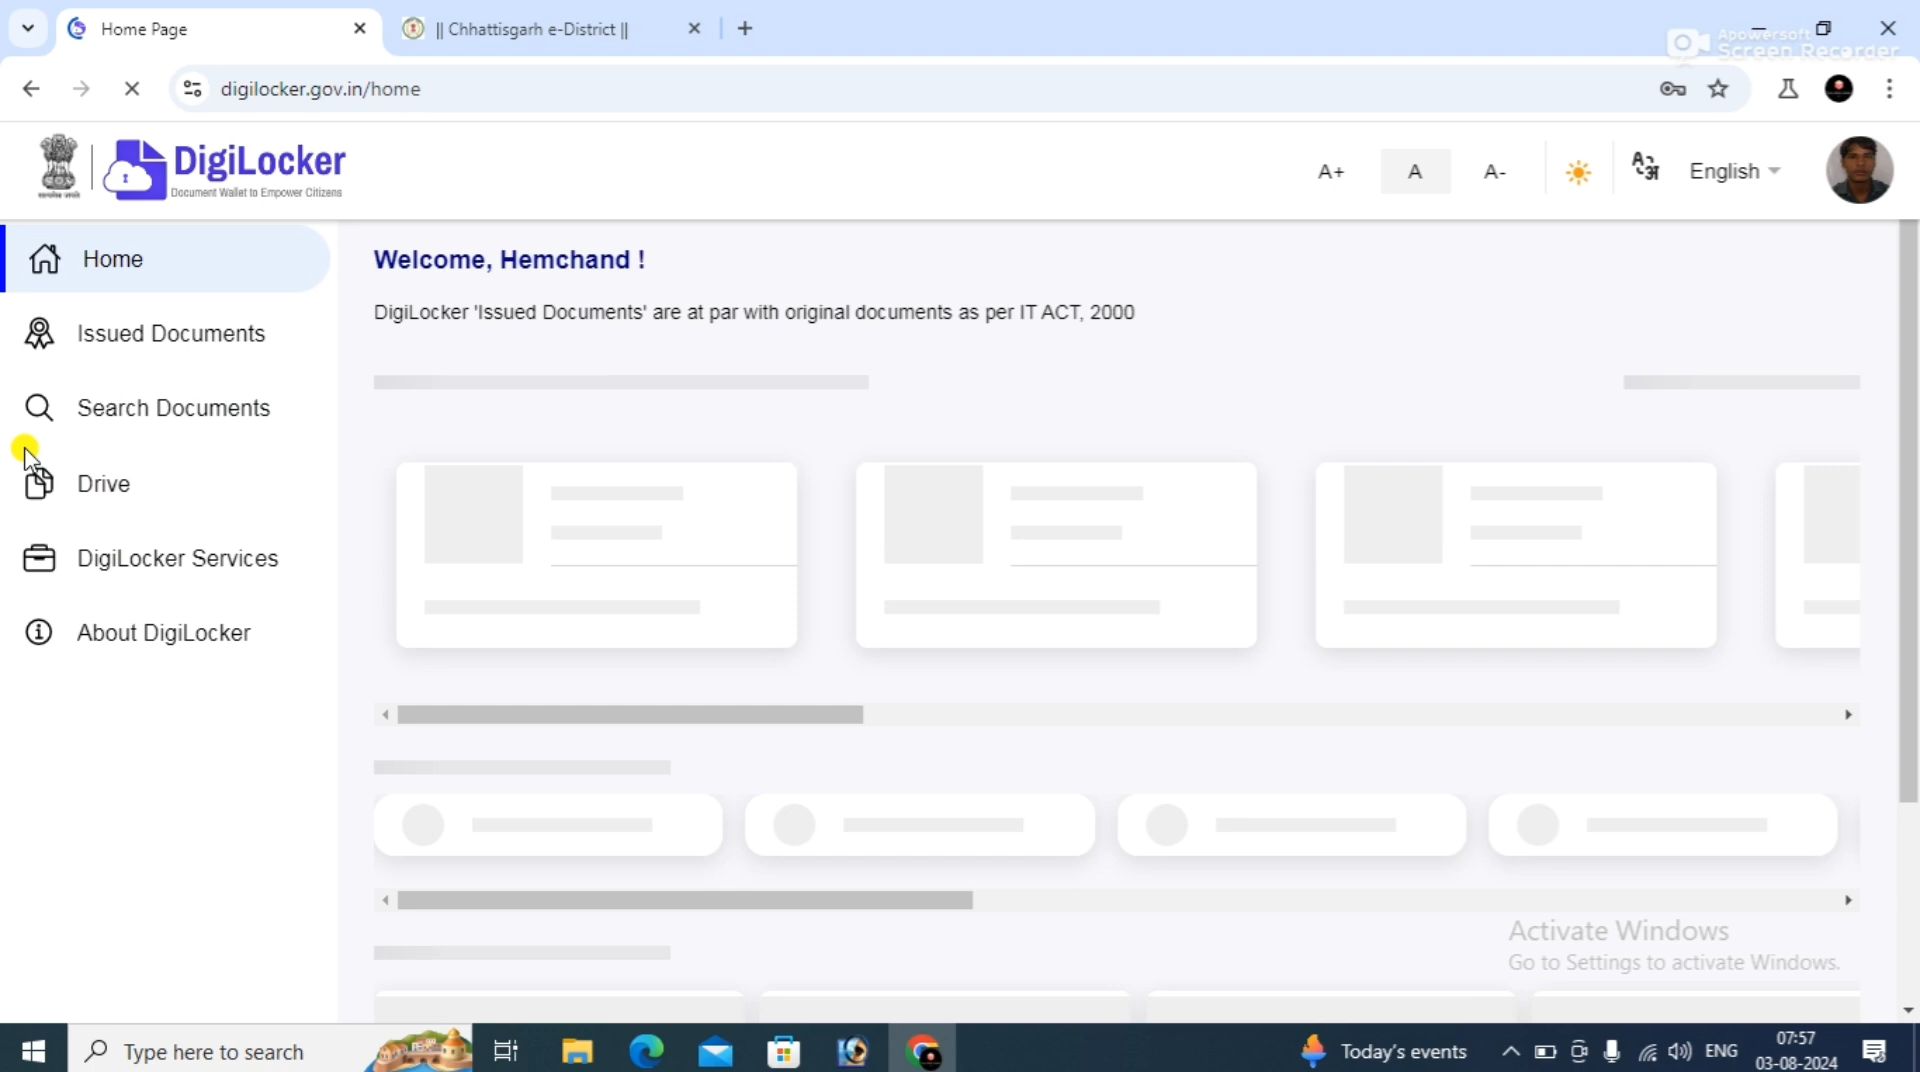 Home Page
|| Chhattisgarh e-District ||
Apowersoft
Screen Recorder
digilocker.gov.in/home
DigiLocker
Document Wallet to Empower Citizens
A+
A
A-
English
Home
Issued Documents
Search Documents
Drive
DigiLocker Services
About DigiLocker
Welcome, Hemchand !
DigiLocker 'Issued Documents' are at par with original documents as per IT ACT, 2000
Activate Windows
Go to Settings to activate Windows.
Type here to search
Today's events
ENG
07:57
03-08-2024